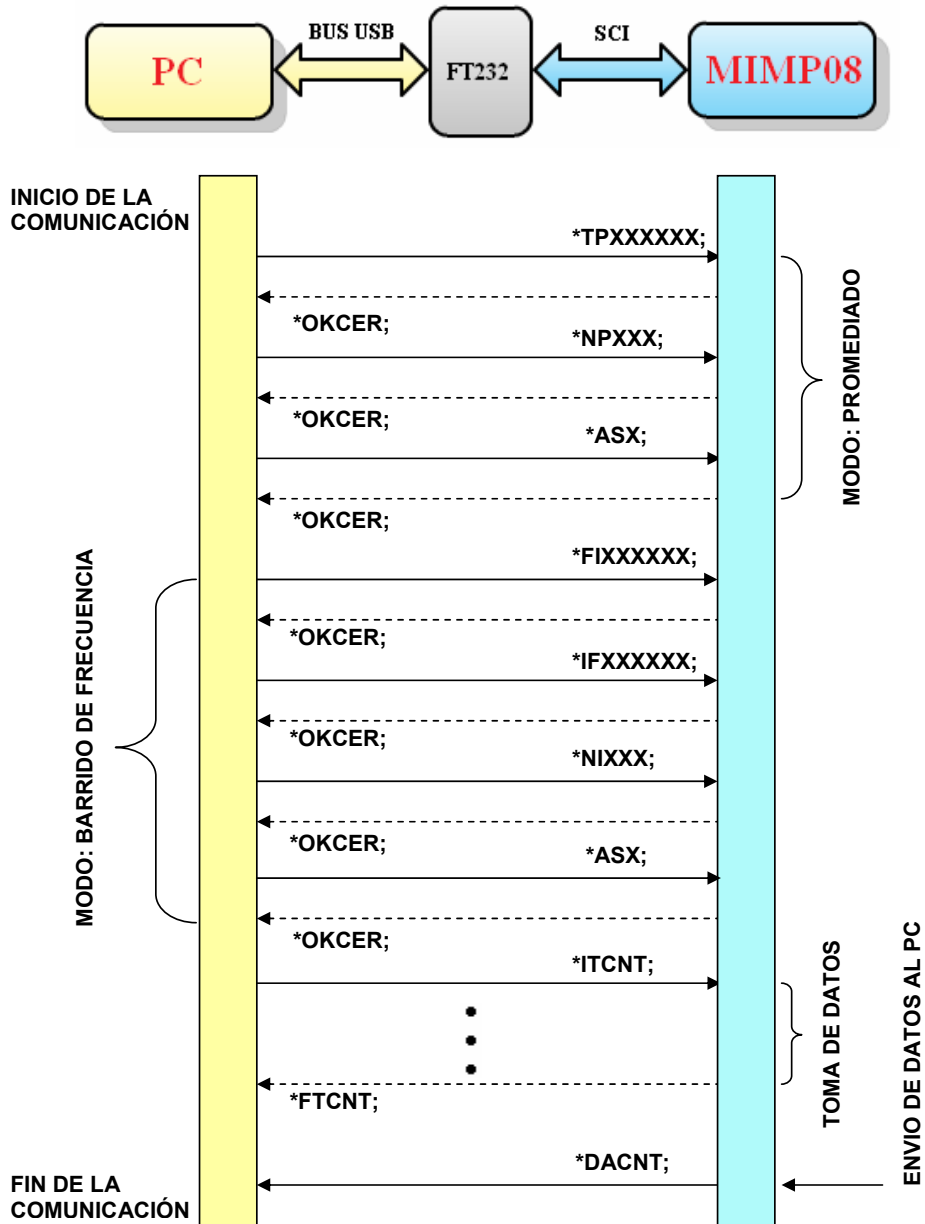 BUS USB
SCI
PC
FT232
MIMP08
INICIO DE LA
COMUNICACIÓN
*TPXXXXXX;
*OKCER;
*NPXXX;
*OKCER;
*ASX;
*OKCER;
MODO: PROMEDIADO
*FIXXXXXX;
*OKCER;
*IFXXXXXX;
*OKCER;
*NIXXX;
*OKCER;
*ASX;
*OKCER;
MODO: BARRIDO DE FRECUENCIA
*ITCNT;
*FTCNT;
TOMA DE DATOS
*DACNT;
ENVIO DE DATOS AL PC
FIN DE LA
COMUNICACIÓN